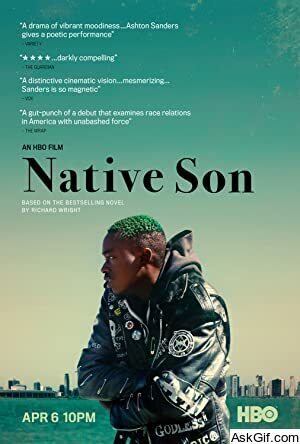 "A drama of vibrant moodiness...Ashton Sanders
gives a poetic performance"
- VARIETY
"★★★★ ...darkly compelling"
- THE GUARDIAN
"A distinctive cinematic vision...mesmerizing...
Sanders is so magnetic"
- VOX
"A gut-punch of a debut that examines race relations
in America with unabashed force"
- THE WRAP
AN HBO FILM
Native Son
BASED ON THE BESTSELLING NOVEL
BY RICHARD WRIGHT
APR 6 10PM
HBO
AskGif.com